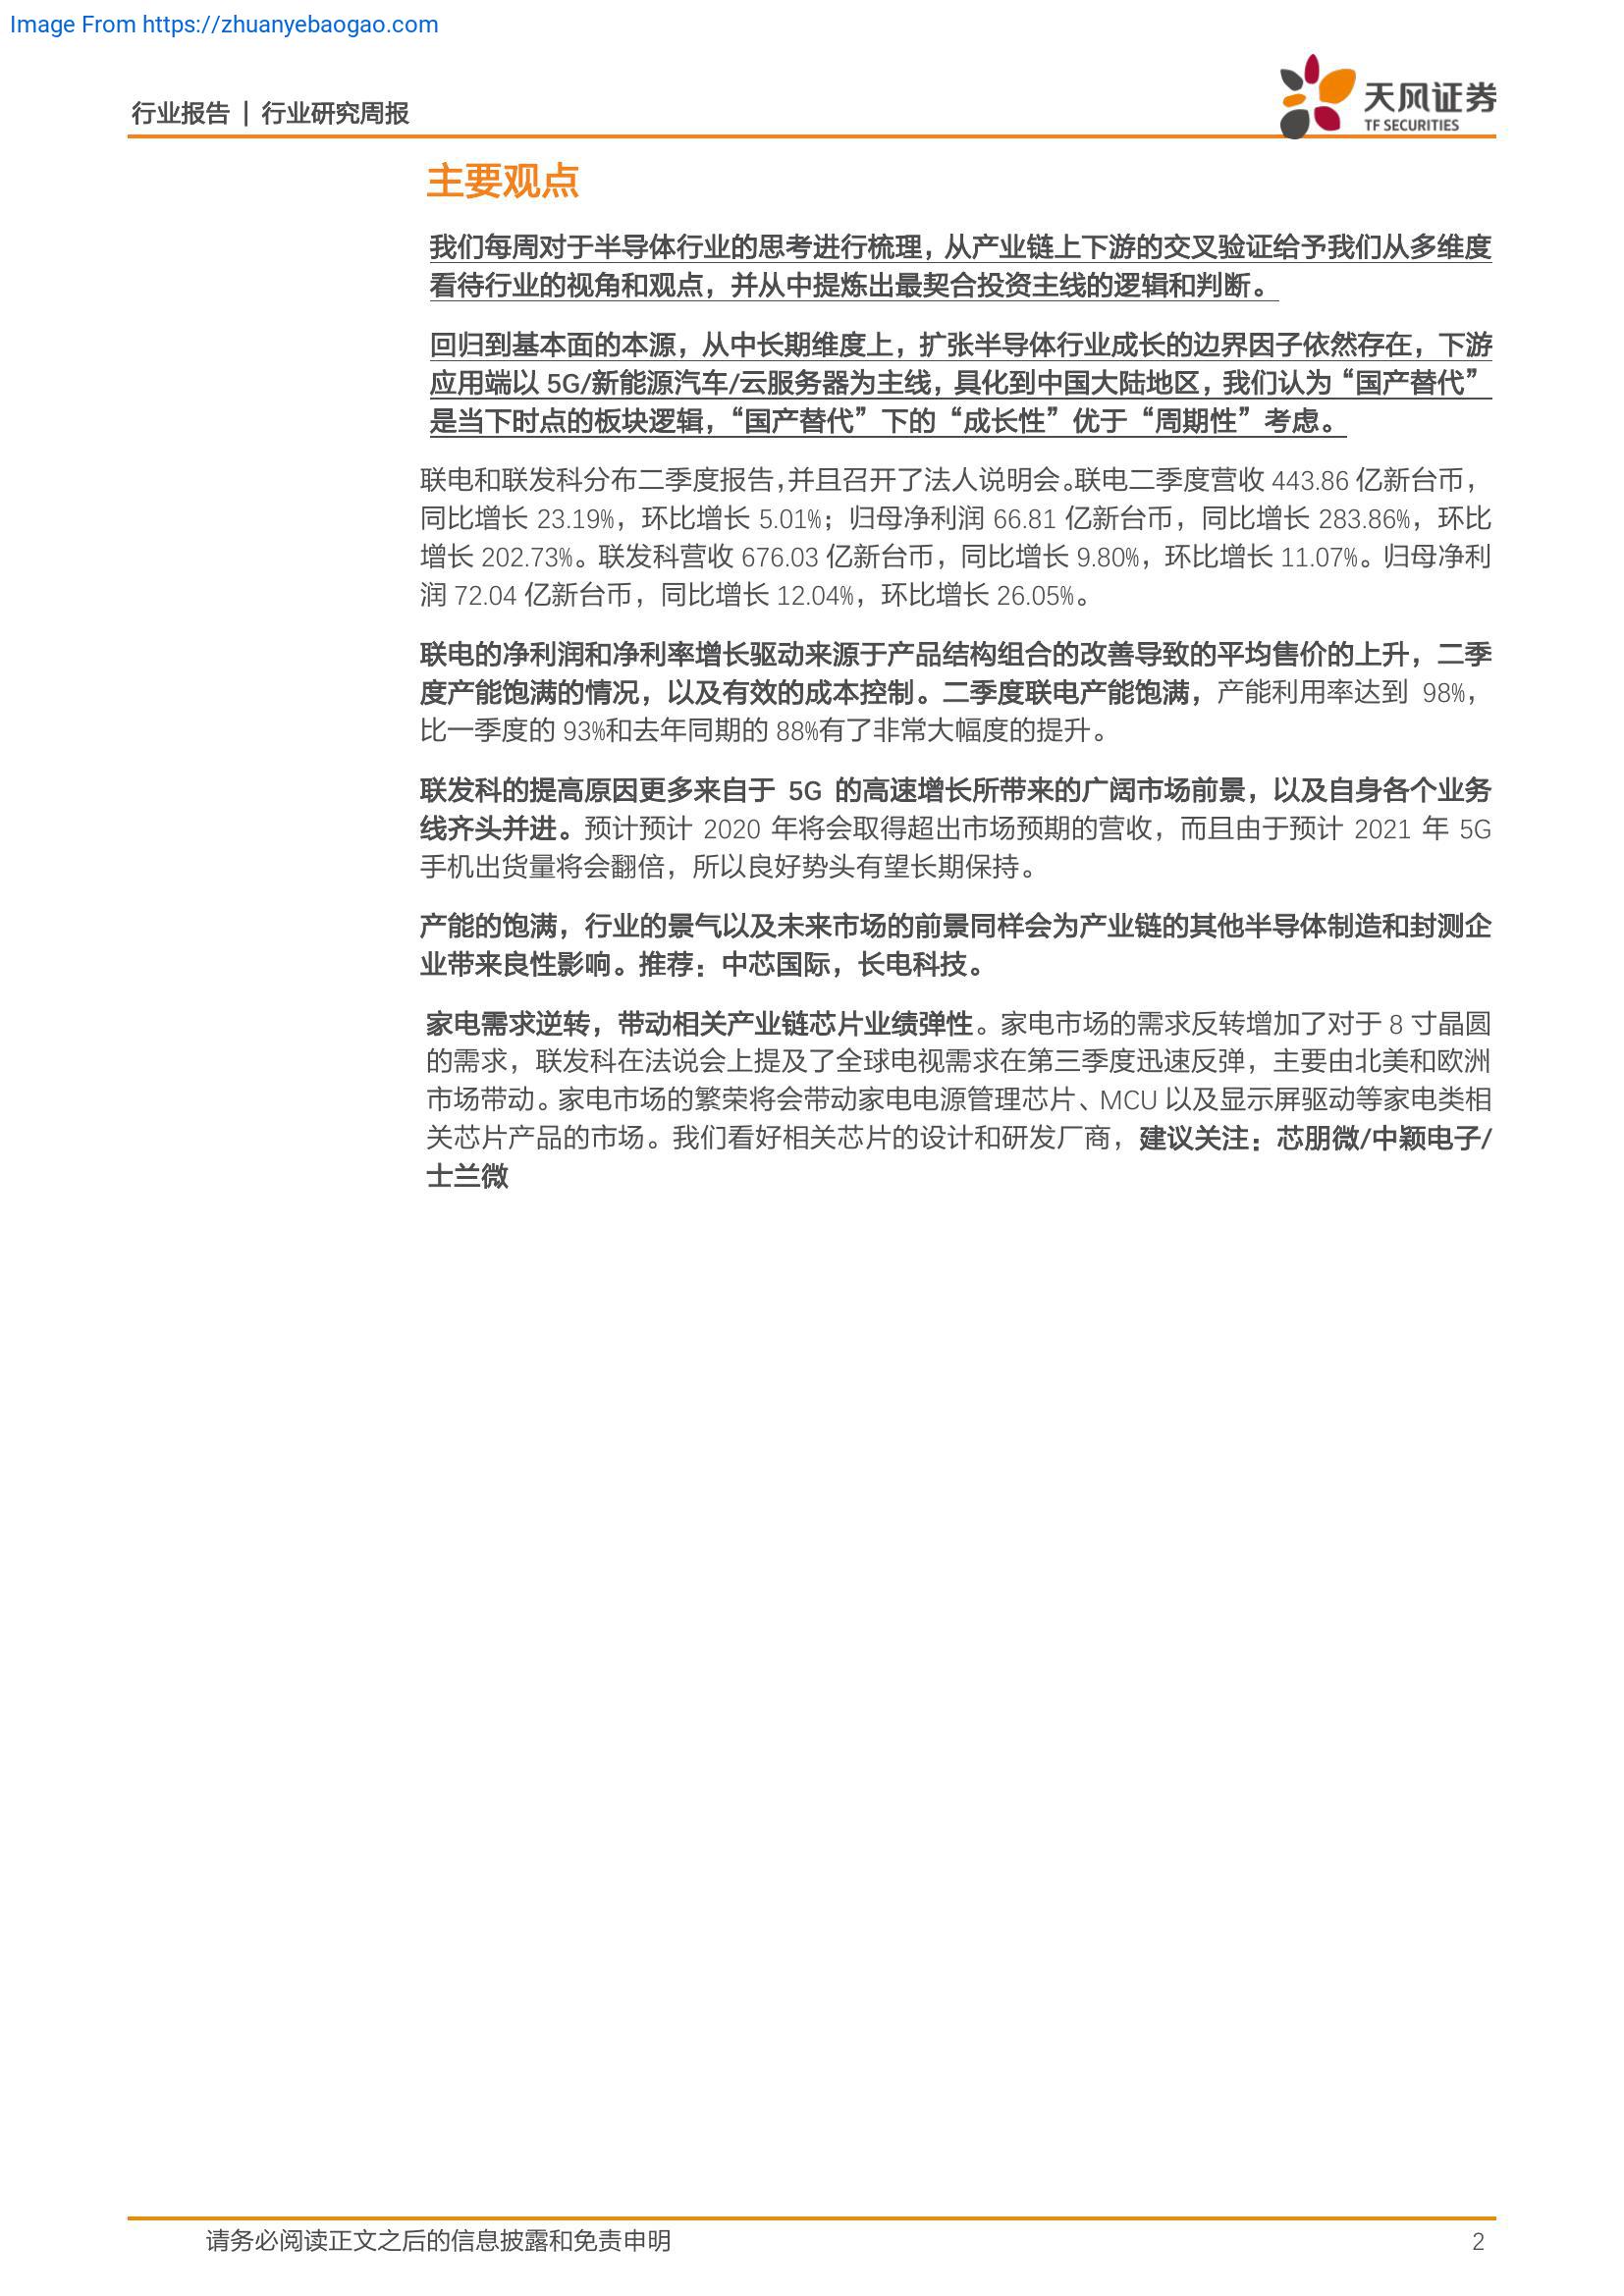 Image From https://zhuanyebaogao.com
行业报告 | 行业研究周报
天风证券
TF SECURITIES
主要观点
我们每周对于半导体行业的思考进行梳理，从产业链上下游的交叉验证给予我们从多维度
看待行业的视角和观点，并从中提炼出最契合投资主线的逻辑和判断。
回归到基本面的本源，从中长期维度上，扩张半导体行业成长的边界因子依然存在，下游
应用端以 5G/新能源汽车/云服务器为主线，具化到中国大陆地区，我们认为“国产替代”
是当下时点的板块逻辑，“国产替代”下的“成长性”优于“周期性”考虑。
联电和联发科分布二季度报告，并且召开了法人说明会。联电二季度营收 443.86 亿新台币，
同比增长 23.19%，环比增长 5.01%；归母净利润 66.81 亿新台币，同比增长 283.86%，环比
增长 202.73%。联发科营收 676.03 亿新台币，同比增长 9.80%，环比增长 11.07%。归母净利
润 72.04 亿新台币，同比增长 12.04%，环比增长 26.05%。
联电的净利润和净利率增长驱动来源于产品结构组合的改善导致的平均售价的上升，二季
度产能饱满的情况，以及有效的成本控制。二季度联电产能饱满，产能利用率达到 98%，
比一季度的 93%和去年同期的 88%有了非常大幅度的提升。
联发科的提高原因更多来自于 5G 的高速增长所带来的广阔市场前景，以及自身各个业务
线齐头并进。预计预计 2020 年将会取得超出市场预期的营收，而且由于预计 2021 年 5G
手机出货量将会翻倍，所以良好势头有望长期保持。
产能的饱满，行业的景气以及未来市场的前景同样会为产业链的其他半导体制造和封测企
业带来良性影响。推荐：中芯国际，长电科技。
家电需求逆转，带动相关产业链芯片业绩弹性。家电市场的需求反转增加了对于 8 寸晶圆
的需求，联发科在法说会上提及了全球电视需求在第三季度迅速反弹，主要由北美和欧洲
市场带动。家电市场的繁荣将会带动家电电源管理芯片、MCU 以及显示屏驱动等家电类相
关芯片产品的市场。我们看好相关芯片的设计和研发厂商，建议关注：芯朋微/中颖电子/
士兰微
请务必阅读正文之后的信息披露和免责申明
2